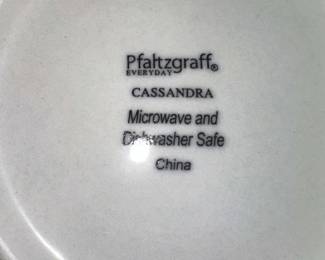 Pfaltzgraff®
EVERYDAY
CASSANDRA
Microwave and
Dishwasher Safe
China